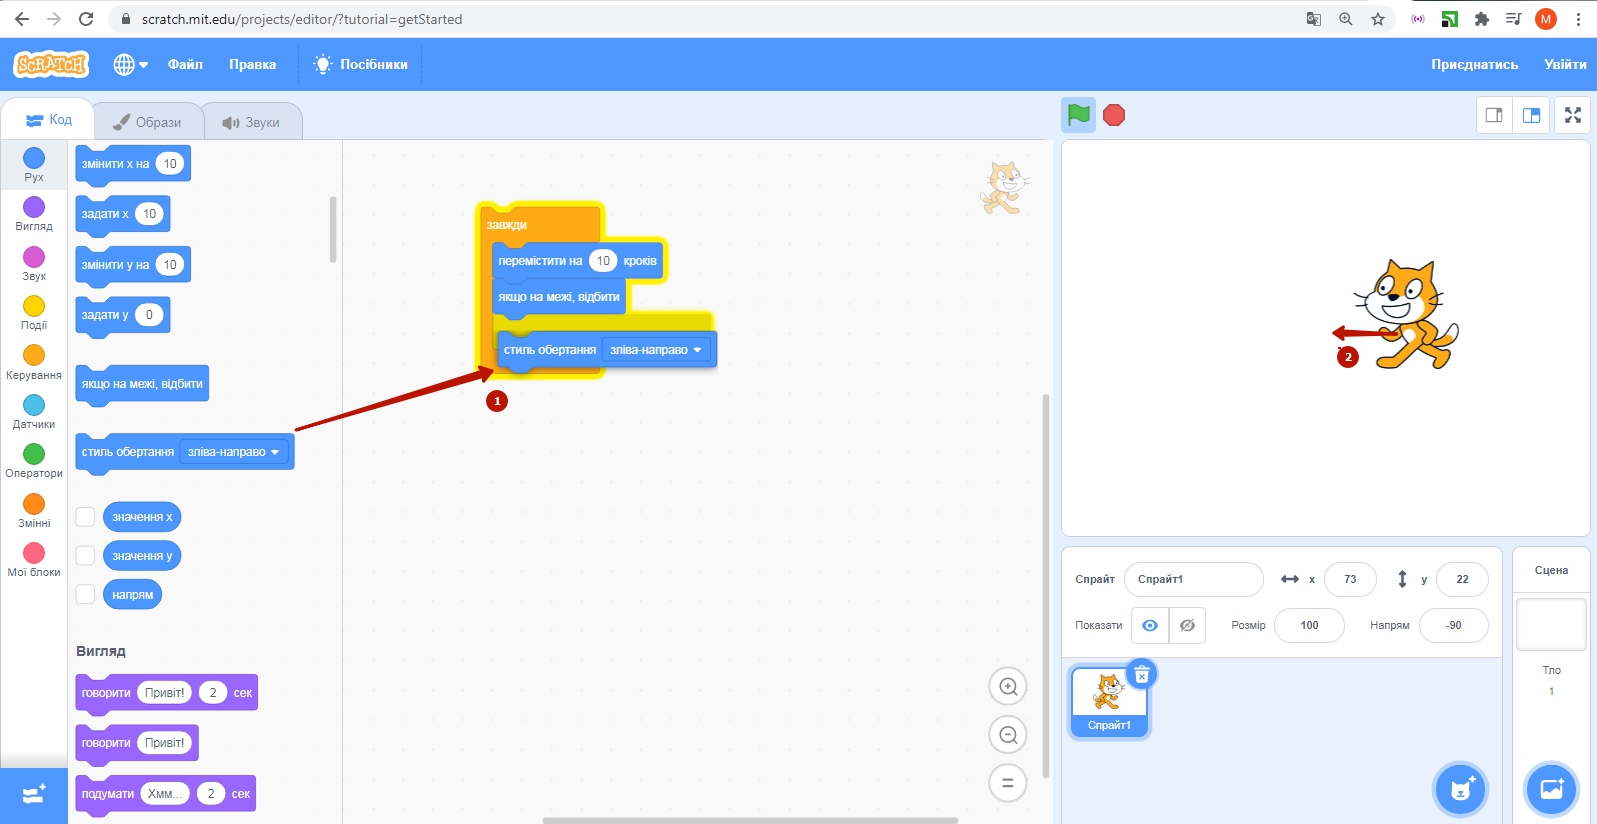 scratch.mit.edu/projects/editor/?tutorial=getStarted
M
SCRATCH
Файл
Правка
Посібники
Приєднатись
Увійти
Код
Образи
Звуки
Рух
Вигляд
Звук
Події
Керування
Датчики
Оператори
Змінні
Мої блоки
змінити x на 10
задати x 10
змінити y на 10
задати y 0
якщо на межі, відбити
стиль обертання зліва-направо
значення x
значення y
напрям
Вигляд
говорити Привіт! 2 сек
говорити Привіт!
подумати Хмм... 2 сек
завжди
перемістити на 10 кроків
якщо на межі, відбити
стиль обертання зліва-направо
1
2
Спрайт Спрайт1 x 73 y 22
Показати Розмір 100 Напрям -90
Спрайт1
Сцена
Тло
1